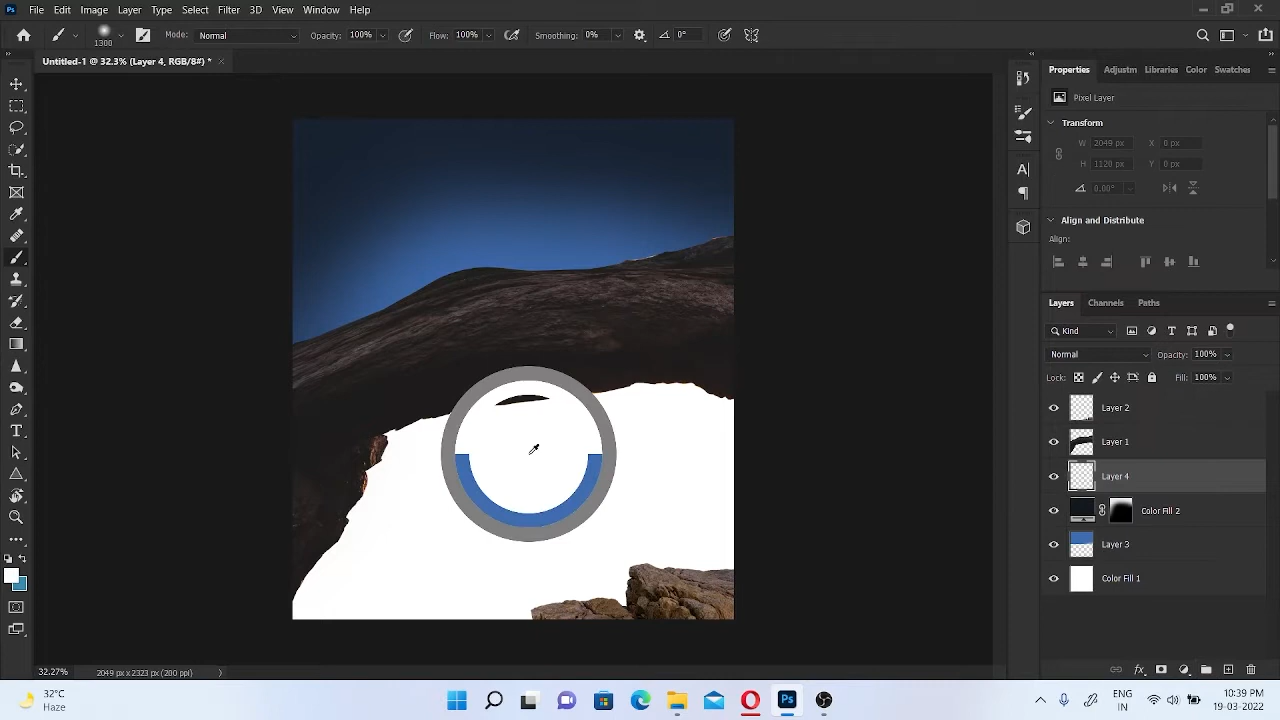 Ps File Edit Image Layer Type Select Filter 3D View Window Help
1300 Mode: Normal Opacity: 100% Flow: 100% Smoothing: 0% 0°
Untitled-1 @ 32.3% (Layer 4, RGB/8#) *
Properties Adjustm Libraries Color Swatches
Pixel Layer
Transform
W 2049 px X 0 px
H 1120 px Y 0 px
0.00°
Align and Distribute
Align:
Layers Channels Paths
Kind
Normal Opacity: 100%
Lock: Fill: 100%
Layer 2
Layer 1
Layer 4
Color Fill 2
Layer 3
Color Fill 1
32.27% 2049 px x 2323 px (200 ppi)
32°C
Haze
Ps
ENG
IN
10:39 PM
19-03-2022